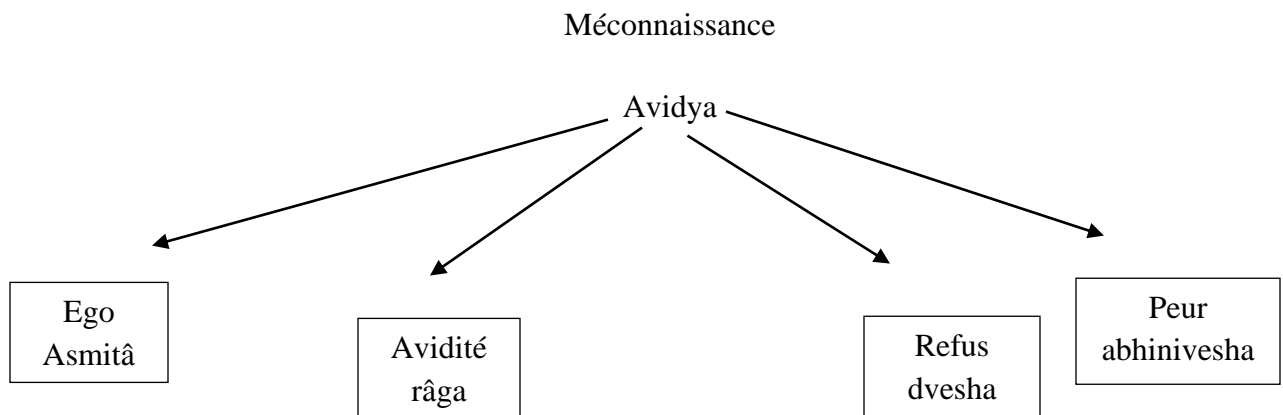 Méconnaissance
Avidya
Ego
Asmitâ
Avidité
râga
Refus
dvesha
Peur
abhinivesha